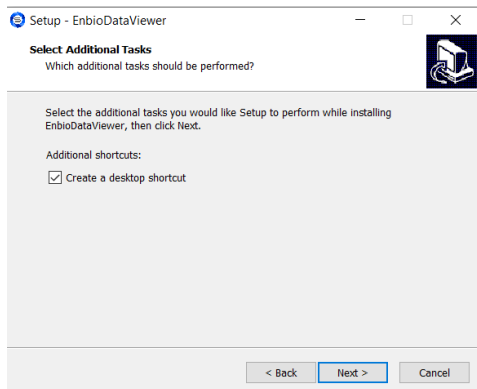 Setup - EnbioDataViewer
Select Additional Tasks
Which additional tasks should be performed?
Select the additional tasks you would like Setup to perform while installing
EnbioDataViewer, then click Next.
Additional shortcuts:
Create a desktop shortcut
< Back Next > Cancel